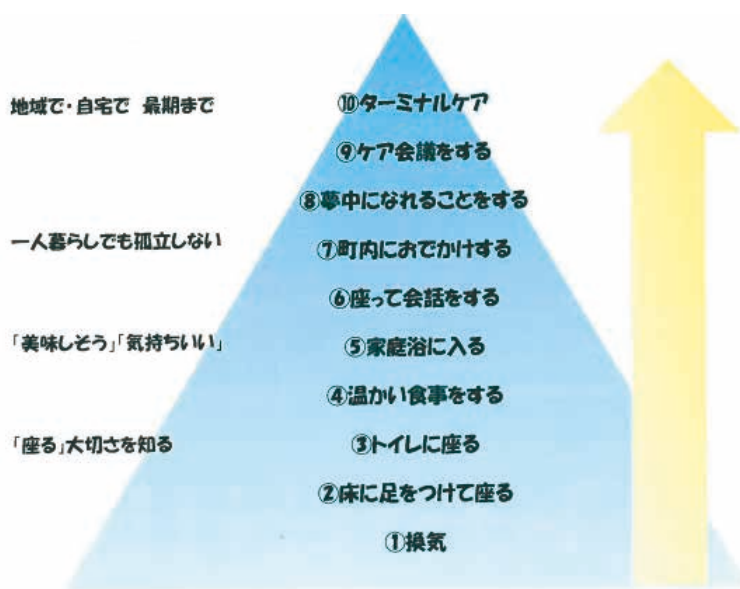 地域で・自宅で 最期まで
⑩ターミナルケア
⑨ケア会議をする
⑧夢中になれることをする
一人暮らしでも孤立しない
⑦町内におでかけする
⑥座って会話をする
「美味しそう」「気持ちいい」
⑤家庭浴に入る
④温かい食事をする
「座る」大切さを知る
③トイレに座る
②床に足をつけて座る
①換気